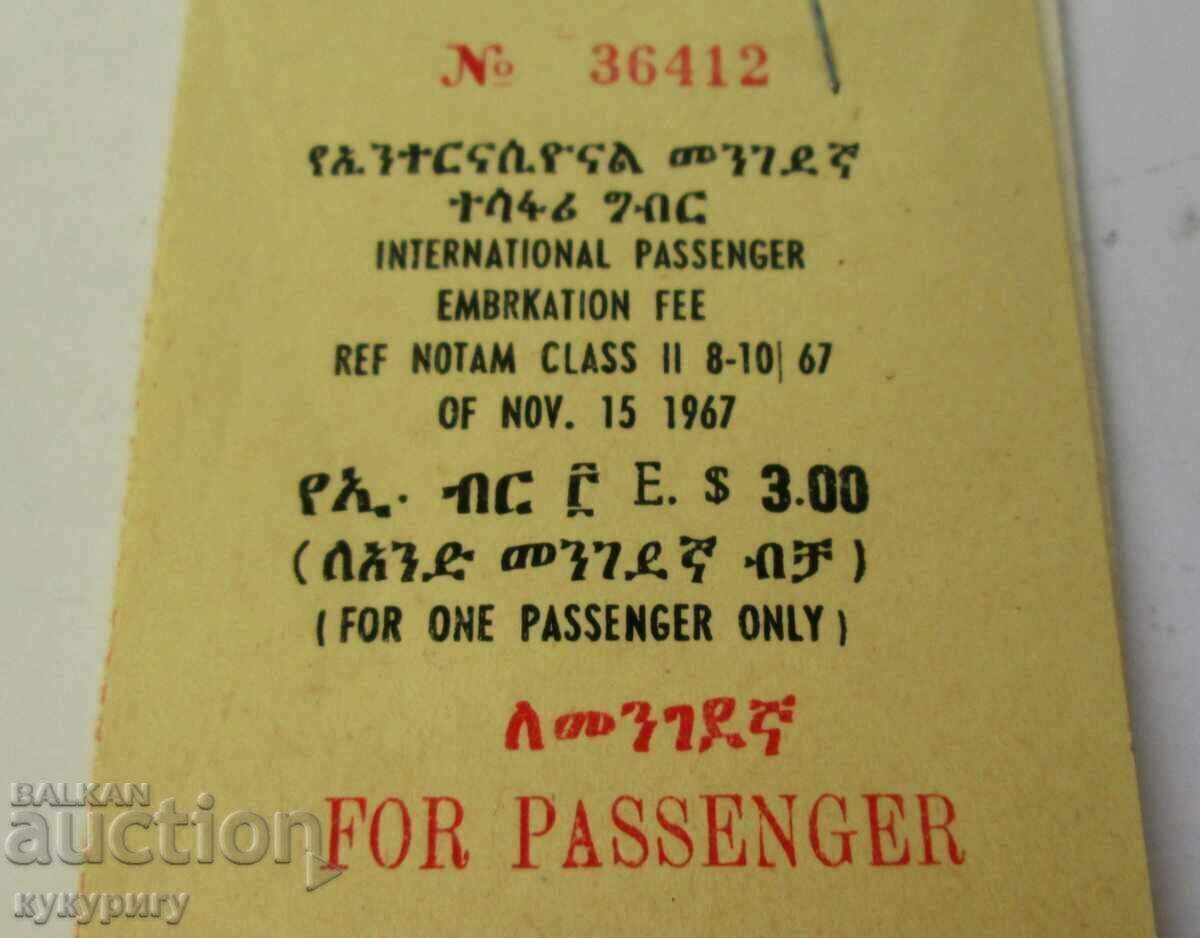 № 36412
የኢንተርናሲዮናል መንገደኛ
ተሳፋሪ ግብር
INTERNATIONAL PASSENGER
EMBRKATION FEE
REF NOTAM CLASS II 8-10| 67
OF NOV. 15 1967
የኢ. ብር ፫ E. $ 3.00
(ለአንድ መንገደኛ ብቻ)
(FOR ONE PASSENGER ONLY)
ለመንገደኛ
FOR PASSENGER
BALKAN
auction
кукуригу